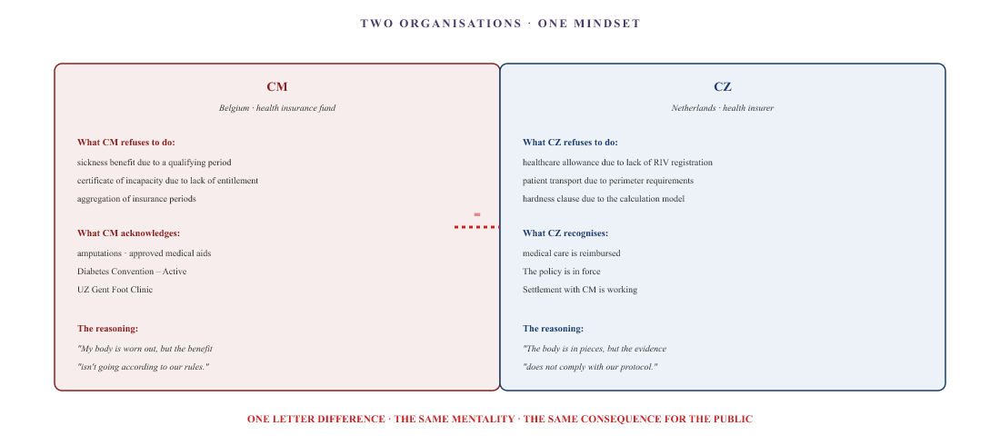 TWO ORGANISATIONS · ONE MINDSET
CM
Belgium · health insurance fund
What CM refuses to do:
sickness benefit due to a qualifying period
certificate of incapacity due to lack of entitlement
aggregation of insurance periods
What CM acknowledges:
amputations · approved medical aids
Diabetes Convention – Active
UZ Gent Foot Clinic
The reasoning:
"My body is worn out, but the benefit
"isn't going according to our rules."
=
CZ
Netherlands · health insurer
What CZ refuses to do:
healthcare allowance due to lack of RIV registration
patient transport due to perimeter requirements
hardness clause due to the calculation model
What CZ recognises:
medical care is reimbursed
The policy is in force
Settlement with CM is working
The reasoning:
"The body is in pieces, but the evidence
"does not comply with our protocol."
ONE LETTER DIFFERENCE · THE SAME MENTALITY · THE SAME CONSEQUENCE FOR THE PUBLIC